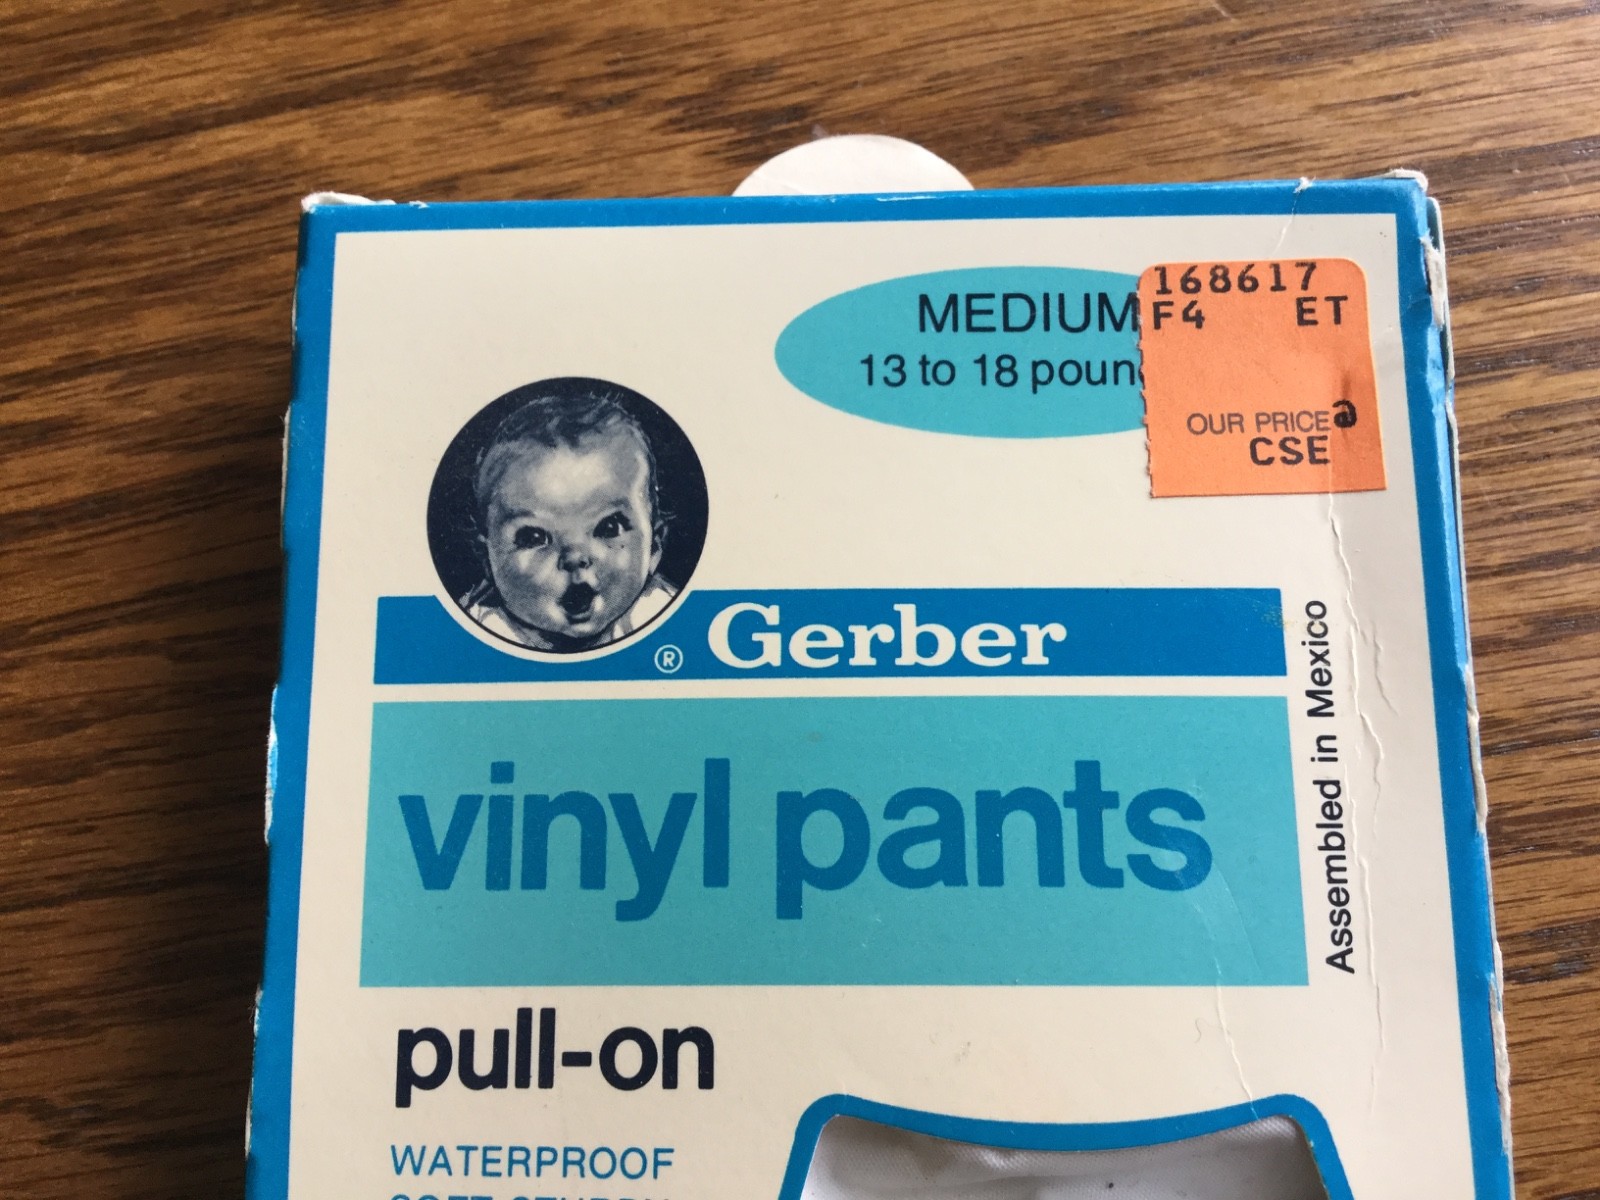 MEDIUM
13 to 18
168617
F4 ET
OUR PRICE
CSE
® Gerber
vinyl pants
Assembled in Mexico
pull-on
WATERPROOF